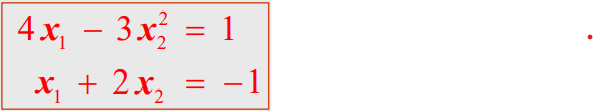 4x₁ − 3x₂² = 1 .
x₁ + 2x₂ = −1